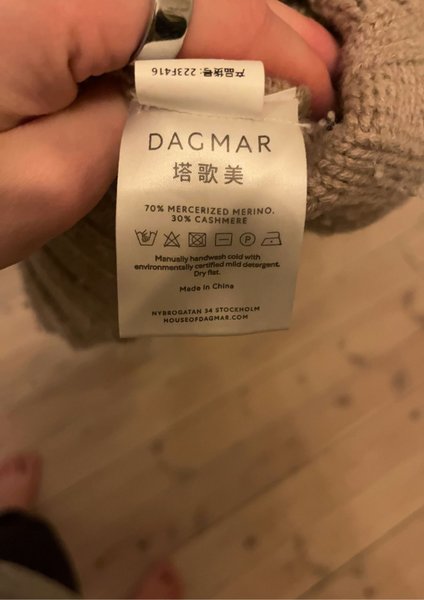 产品货号: 223F416
DAGMAR
塔歌美
70% MERCERIZED MERINO,
30% CASHMERE
Manually handwash cold with
environmentally certified mild detergent.
Dry flat.
Made in China
NYBROGATAN 34 STOCKHOLM
HOUSEOFDAGMAR.COM